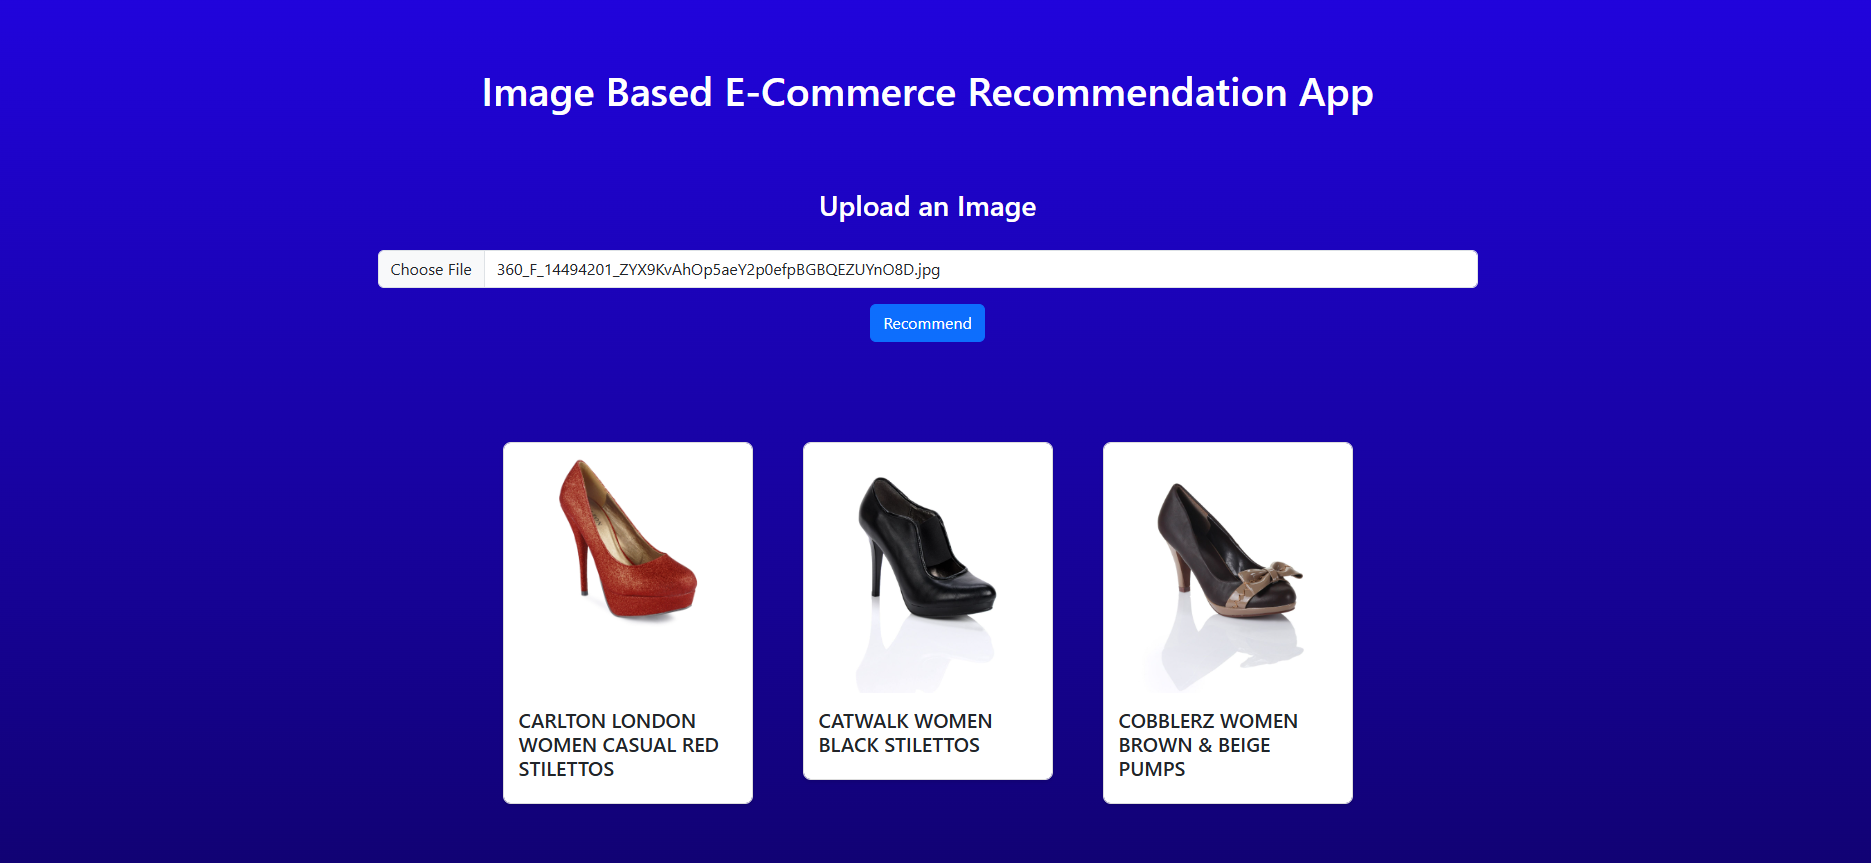 Image Based E-Commerce Recommendation App
Upload an Image
Choose File 360_F_14494201_ZYX9KvAhOp5aeY2p0efpBGBQEZUYnO8D.jpg
Recommend
CARLTON LONDON
WOMEN CASUAL RED
STILETTOS
CATWALK WOMEN
BLACK STILETTOS
COBBLERZ WOMEN
BROWN & BEIGE
PUMPS